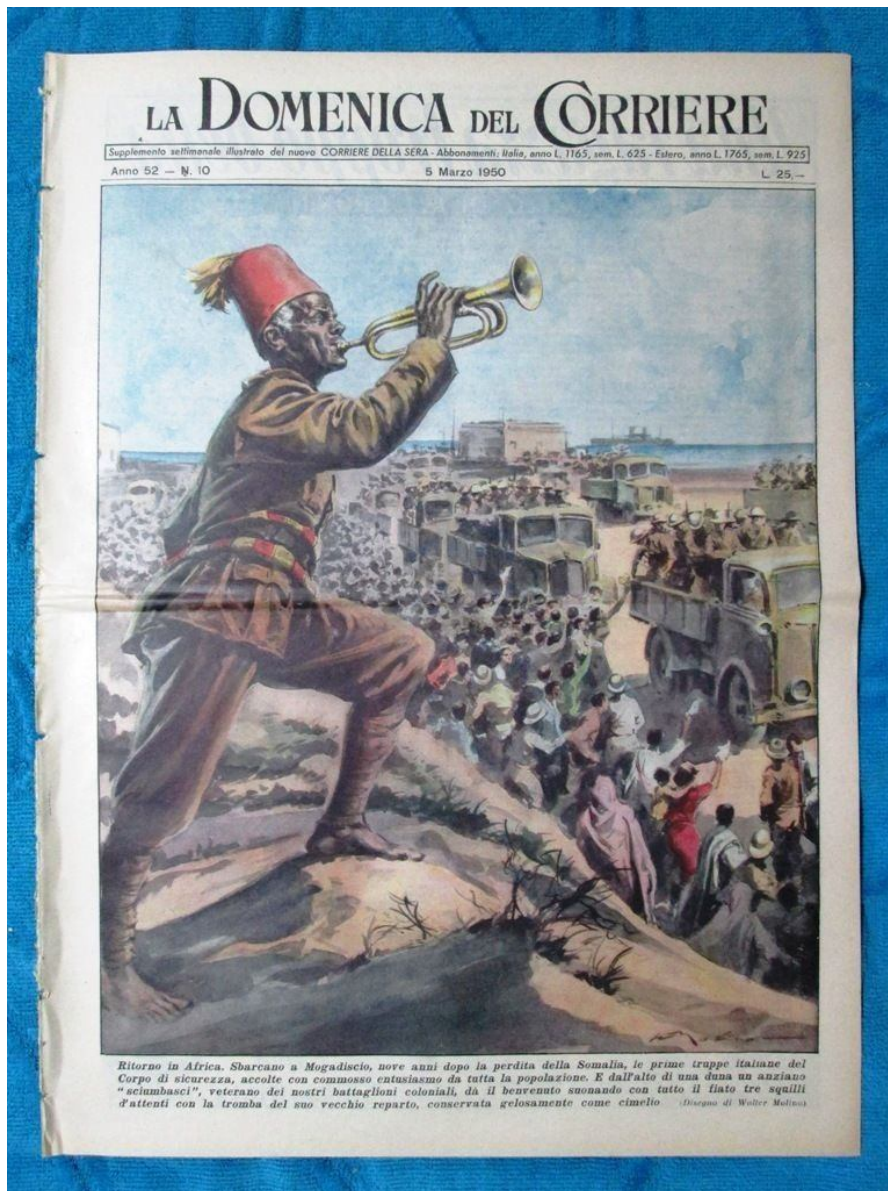 LA DOMENICA DEL CORRIERE
Supplemento settimanale illustrato del nuovo CORRIERE DELLA SERA - Abbonamenti: Italia, anno L. 1165, sem. L. 625 - Estero, anno L. 1765, sem. L. 925
Anno 52 — N. 10 5 Marzo 1950 L. 25,—
Ritorno in Africa. Sbarcano a Mogadiscio, nove anni dopo la perdita della Somalia, le prime truppe italiane del
Corpo di sicurezza, accolte con commosso entusiasmo da tutta la popolazione. E dall'alto di una duna un anziano
"sciumbasci", veterano dei nostri battaglioni coloniali, dà il benvenuto suonando con tutto il fiato tre squilli
d'attenti con la tromba del suo vecchio reparto, conservata gelosamente come cimelio (Disegno di Walter Molino)